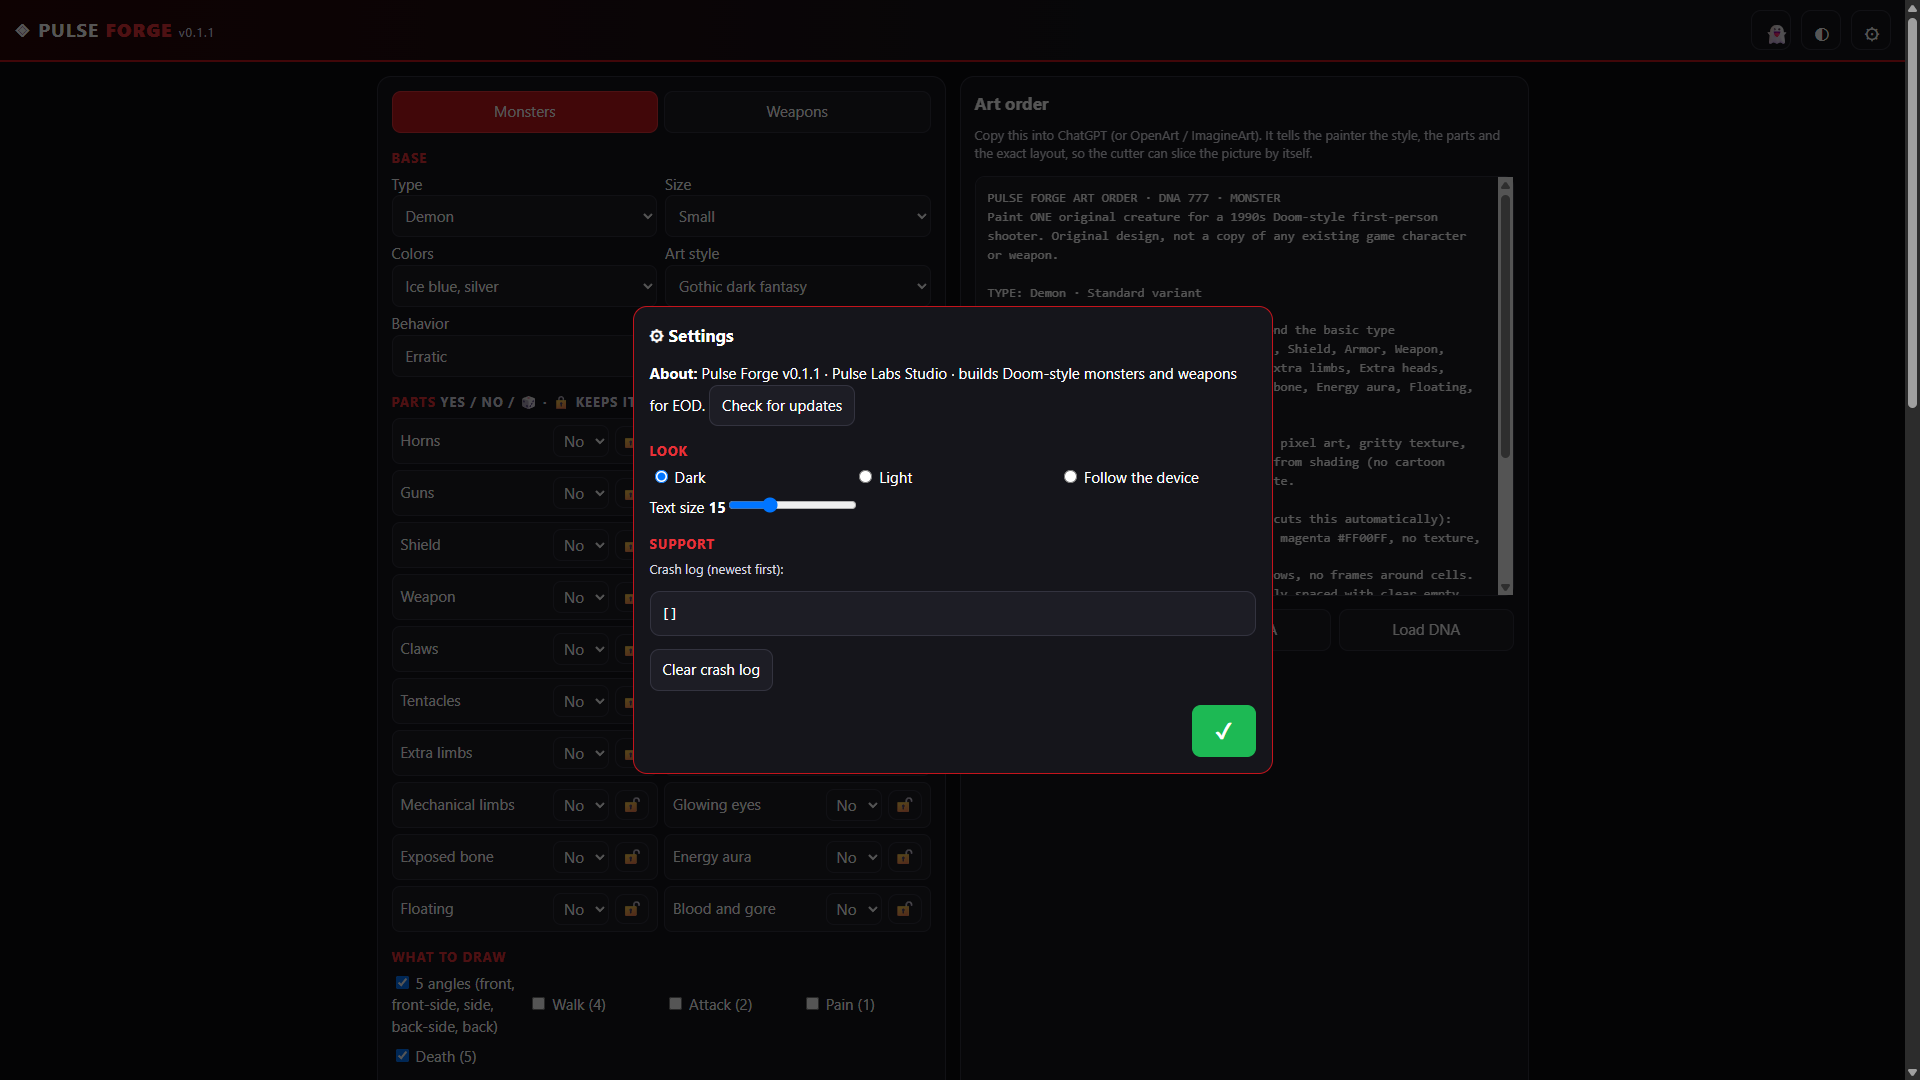 ◈ PULSE FORGE v0.1.1
Monsters
Weapons
BASE
Type
Size
Demon
Small
Colors
Art style
Ice blue, silver
Gothic dark fantasy
Behavior
Erratic
PARTS YES / NO / 🎲 · 🔒 KEEPS IT
Horns No
Guns No
Shield No
Weapon No
Claws No
Tentacles No
Extra limbs No
Mechanical limbs No
Glowing eyes No
Exposed bone No
Energy aura No
Floating No
Blood and gore No
WHAT TO DRAW
5 angles (front, front-side, side, back-side, back)
Walk (4)
Attack (2)
Pain (1)
Death (5)
Art order
Copy this into ChatGPT (or OpenArt / ImagineArt). It tells the painter the style, the parts and
the exact layout, so the cutter can slice the picture by itself.
PULSE FORGE ART ORDER · DNA 777 · MONSTER
Paint ONE original creature for a 1990s Doom-style first-person
shooter. Original design, not a copy of any existing game character
or weapon.
TYPE: Demon · Standard variant
nd the basic type
, Shield, Armor, Weapon,
xtra limbs, Extra heads,
bone, Energy aura, Floating,
pixel art, gritty texture,
from shading (no cartoon
te.
cuts this automatically):
magenta #FF00FF, no texture,
ows, no frames around cells.
ly spaced with clear empty
Load DNA
⚙ Settings
About: Pulse Forge v0.1.1 · Pulse Labs Studio · builds Doom-style monsters and weapons
for EOD. Check for updates
LOOK
Dark
Light
Follow the device
Text size 15
SUPPORT
Crash log (newest first):
[]
Clear crash log
✓